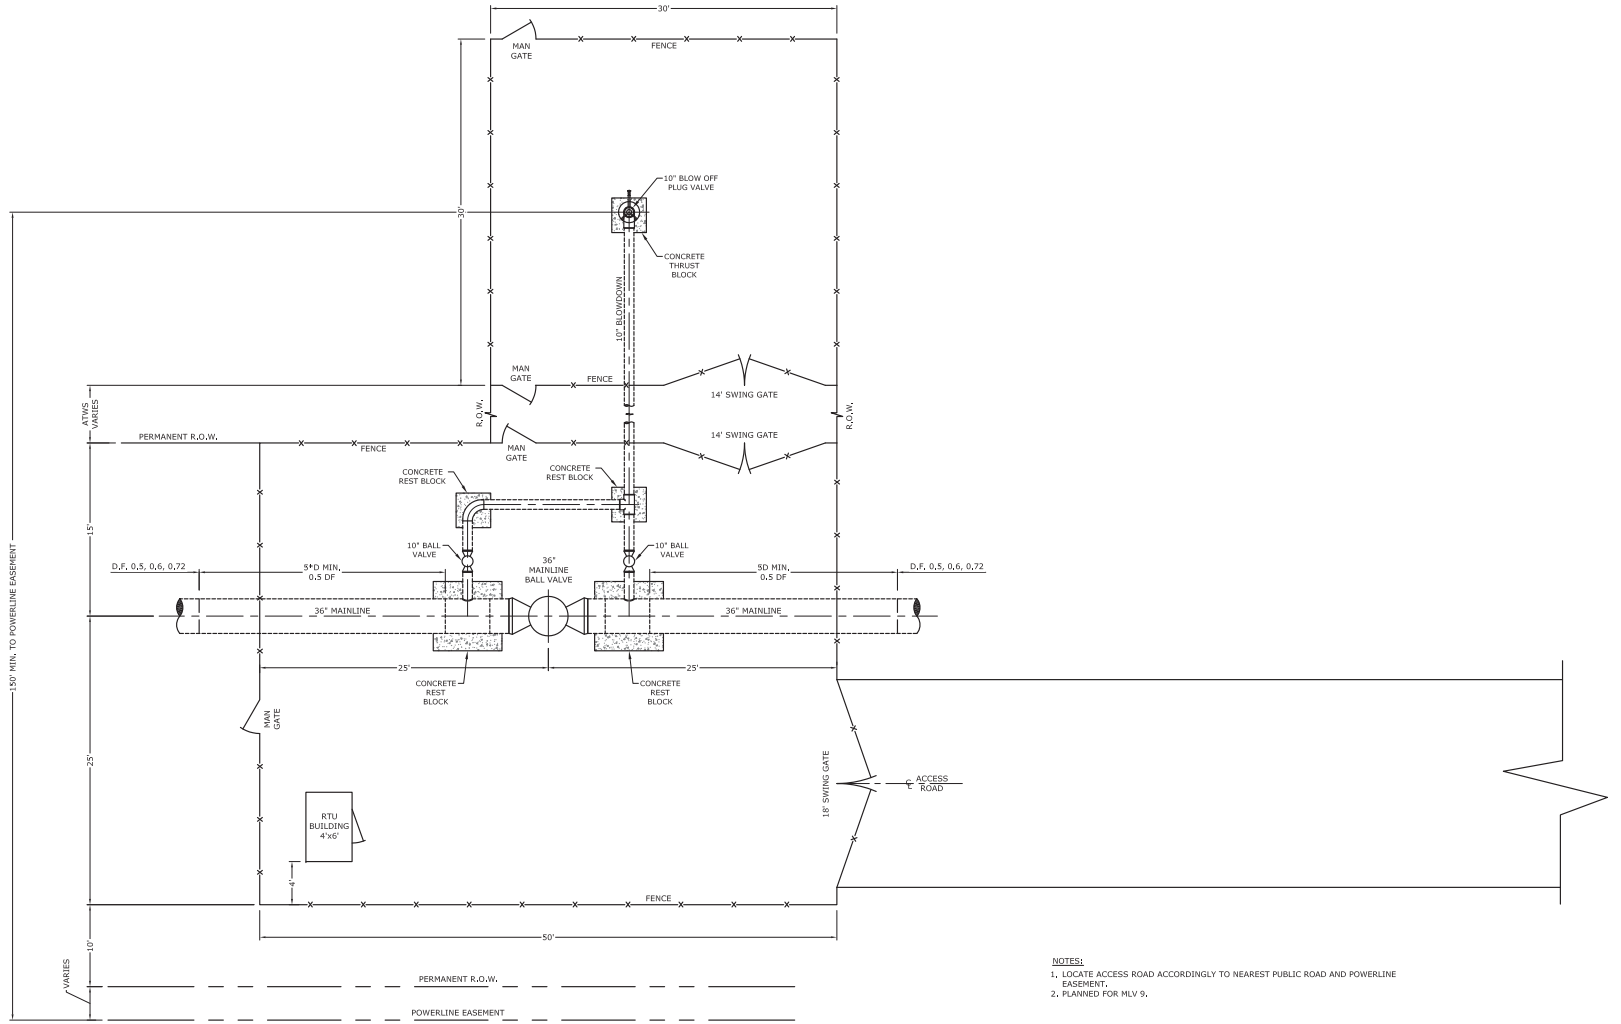 30'
MAN
GATE
FENCE
10" BLOW OFF
PLUG VALVE
30'
CONCRETE
THRUST
BLOCK
10" BLOWDOWN
MAN
GATE
FENCE
14' SWING GATE
ATWS
VARIES
R.O.W.
R.O.W.
PERMANENT R.O.W.
FENCE
MAN
GATE
14' SWING GATE
CONCRETE
REST BLOCK
CONCRETE
REST BLOCK
15'
10" BALL
VALVE
36"
MAINLINE
BALL VALVE
10" BALL
VALVE
D.F. 0.5, 0.6, 0.72
5*D MIN.
0.5 DF
5D MIN.
0.5 DF
D.F. 0.5, 0.6, 0.72
36" MAINLINE
36" MAINLINE
150' MIN. TO POWERLINE EASEMENT
25'
25'
CONCRETE
REST
BLOCK
CONCRETE
REST
BLOCK
MAN
GATE
25'
18' SWING GATE
℄ ACCESS
ROAD
RTU
BUILDING
4'x6'
4'
FENCE
50'
10'
VARIES
PERMANENT R.O.W.
POWERLINE EASEMENT
NOTES:
1. LOCATE ACCESS ROAD ACCORDINGLY TO NEAREST PUBLIC ROAD AND POWERLINE
EASEMENT.
2. PLANNED FOR MLV 9.